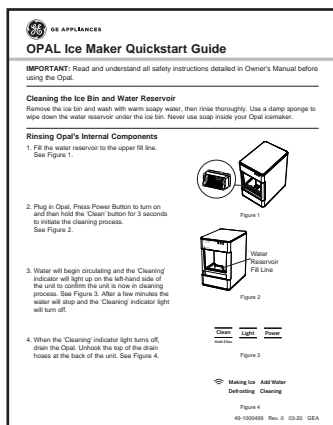 GE APPLIANCES
OPAL Ice Maker Quickstart Guide
IMPORTANT: Read and understand all safety instructions detailed in Owner's Manual before
using the Opal.
Cleaning the Ice Bin and Water Reservoir
Remove the ice bin and wash with warm soapy water, then rinse thoroughly. Use a damp sponge to
wipe down the water reservoir under the ice bin. Never use soap inside your Opal icemaker.
Rinsing Opal's Internal Components
1. Fill the water reservoir to the upper fill line.
See Figure 1.
Figure 1
2. Plug in Opal, Press Power Button to turn on
and then hold the 'Clean' button for 3 seconds
to initiate the cleaning process.
See Figure 2.
Water
Reservoir
Fill Line
Figure 2
3. Water will begin circulating and the 'Cleaning'
indicator will light up on the left-hand side of
the unit to confirm the unit is now in cleaning
process. See Figure 3. After a few minutes the
water will stop and the 'Cleaning' indicator light
will turn off.
Clean Light Power
Hold 3 Sec
Figure 3
4. When the 'Cleaning' indicator light turns off,
drain the Opal. Unhook the top of the drain
hoses at the back of the unit. See Figure 4.
Making Ice Add Water
Defrosting Cleaning
Figure 4
49-1000499 Rev. 0 03-20 GEA